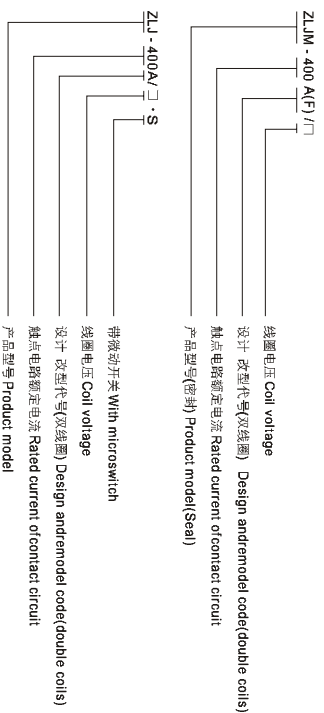 ZLJM - 400 A(F) /□
线圈电压 Coil voltage
设计 改型代号(双线圈) Design andremodel code(double coils)
触点电路额定电流 Rated current of contact circuit
产品型号(密封) Product model(Seal)
ZLJ - 400A/□ · S
带微动开关 With microswitch
线圈电压 Coil voltage
设计 改型代号(双线圈) Design andremodel code(double coils)
触点电路额定电流 Rated current of contact circuit
产品型号 Product model